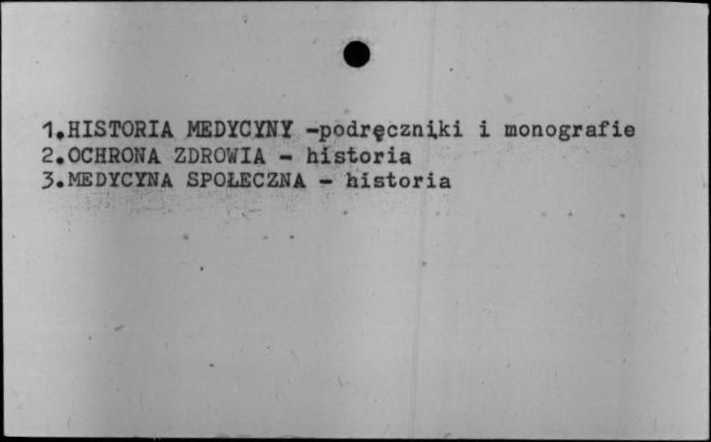 1.HISTORIA MEDYCYNY -podręczniki i monografie
2.OCHRONA ZDROWIA - historia
3.MEDYCYNA SPOŁECZNA - historia